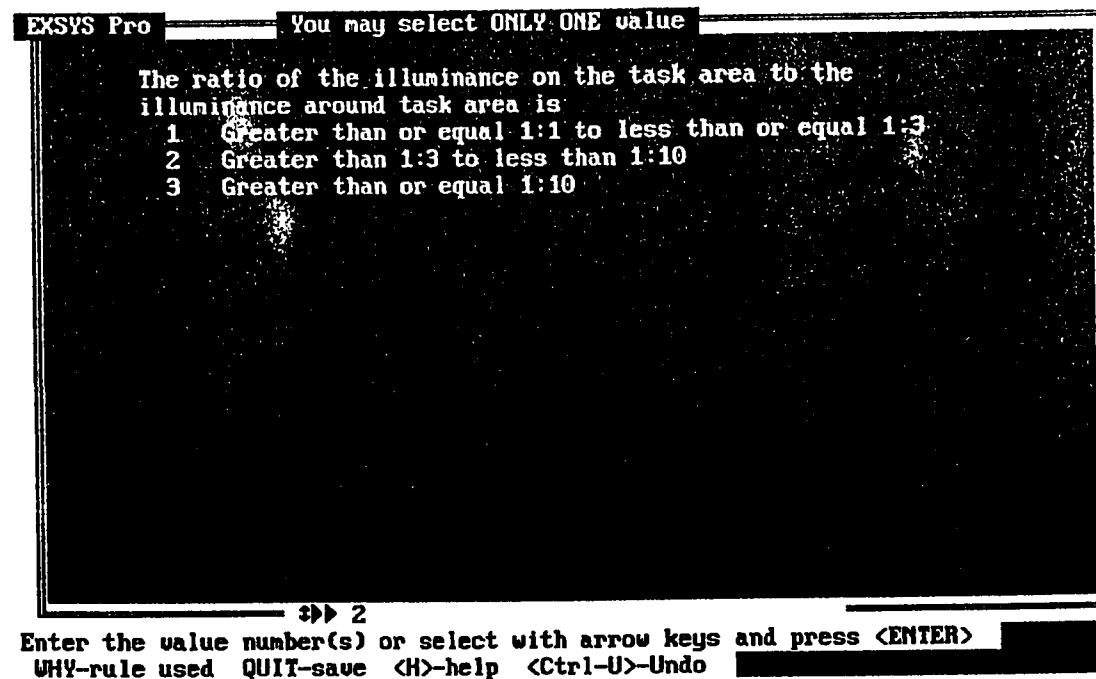 EXSYS Pro You may select ONLY ONE value
The ratio of the illuminance on the task area to the
illuminance around task area is
1 Greater than or equal 1:1 to less than or equal 1:3
2 Greater than 1:3 to less than 1:10
3 Greater than or equal 1:10
2
Enter the value number(s) or select with arrow keys and press <ENTER>
WHY-rule used QUIT-save <H>-help <Ctrl-U>-Undo